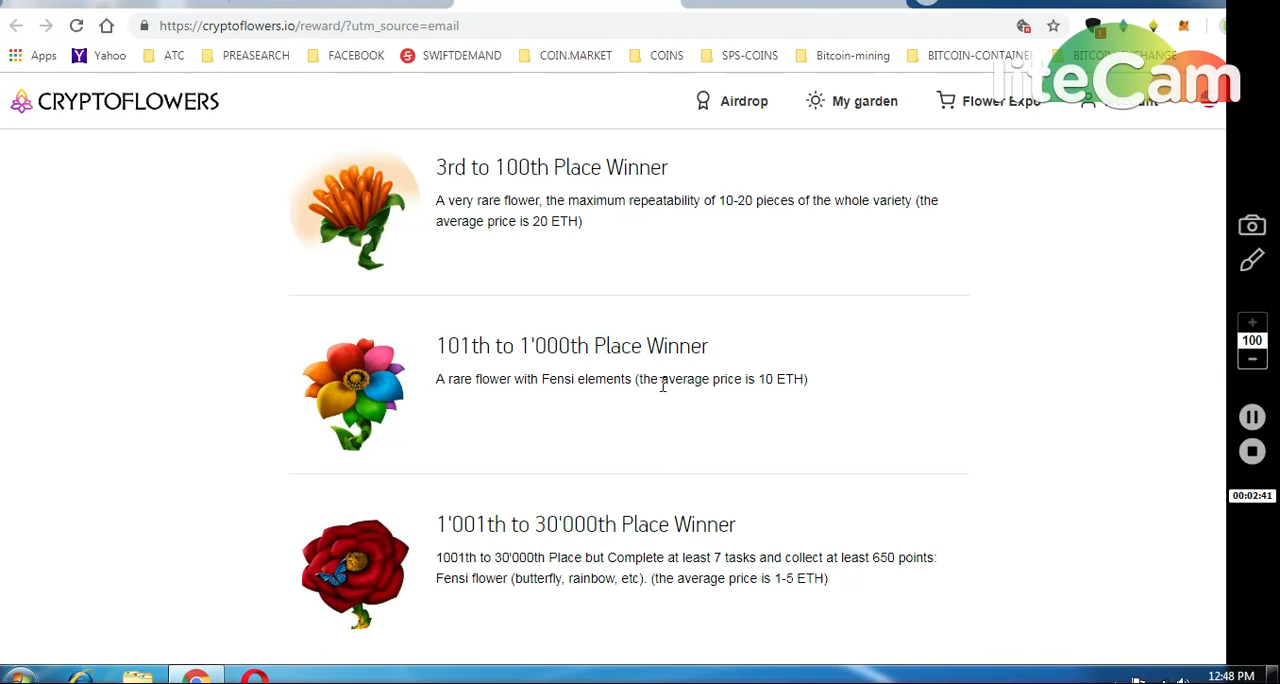 https://cryptoflowers.io/reward/?utm_source=email
Apps Yahoo ATC PREASEARCH FACEBOOK SWIFTDEMAND COIN.MARKET COINS SPS-COINS Bitcoin-mining BITCOIN-CONTAINE BITCOIN-EXCHANGE
liteCam
CRYPTOFLOWERS Airdrop My garden Flower Expo Account
3rd to 100th Place Winner
A very rare flower, the maximum repeatability of 10-20 pieces of the whole variety (the
average price is 20 ETH)
101th to 1'000th Place Winner
A rare flower with Fensi elements (the average price is 10 ETH)
1'001th to 30'000th Place Winner
1001th to 30'000th Place but Complete at least 7 tasks and collect at least 650 points:
Fensi flower (butterfly, rainbow, etc). (the average price is 1-5 ETH)
100
00:02:41
12:48 PM